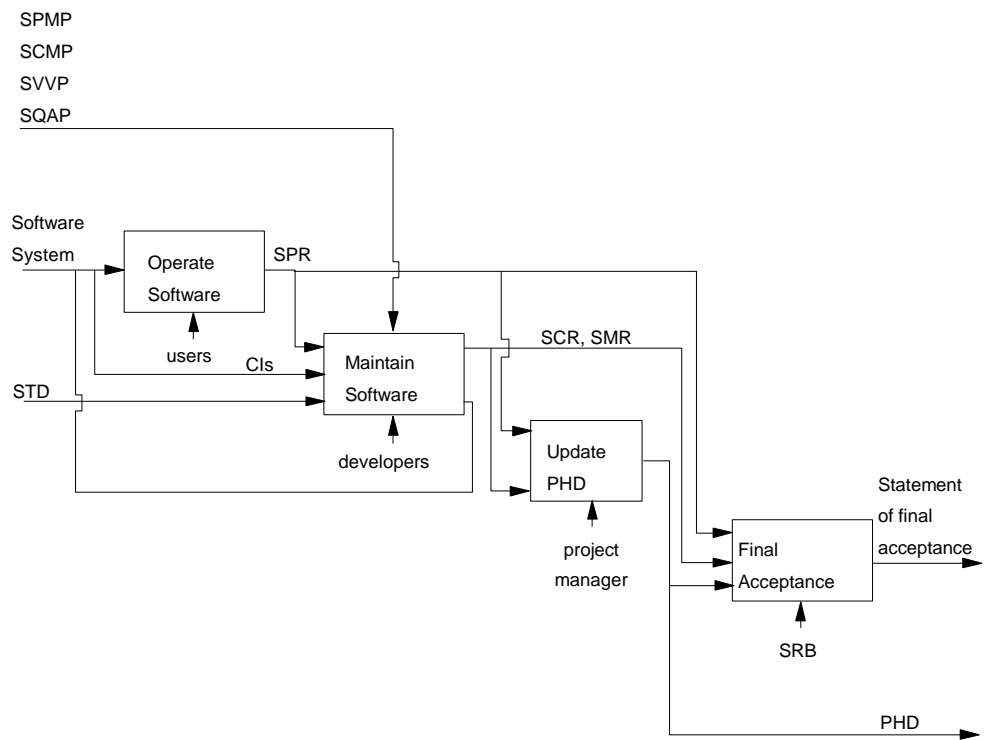 SPMP
SCMP
SVVP
SQAP
Software
System
Operate
Software
SPR
users
CIs
STD
Maintain
Software
developers
SCR, SMR
Update
PHD
project
manager
Final
Acceptance
SRB
Statement
of final
acceptance
PHD